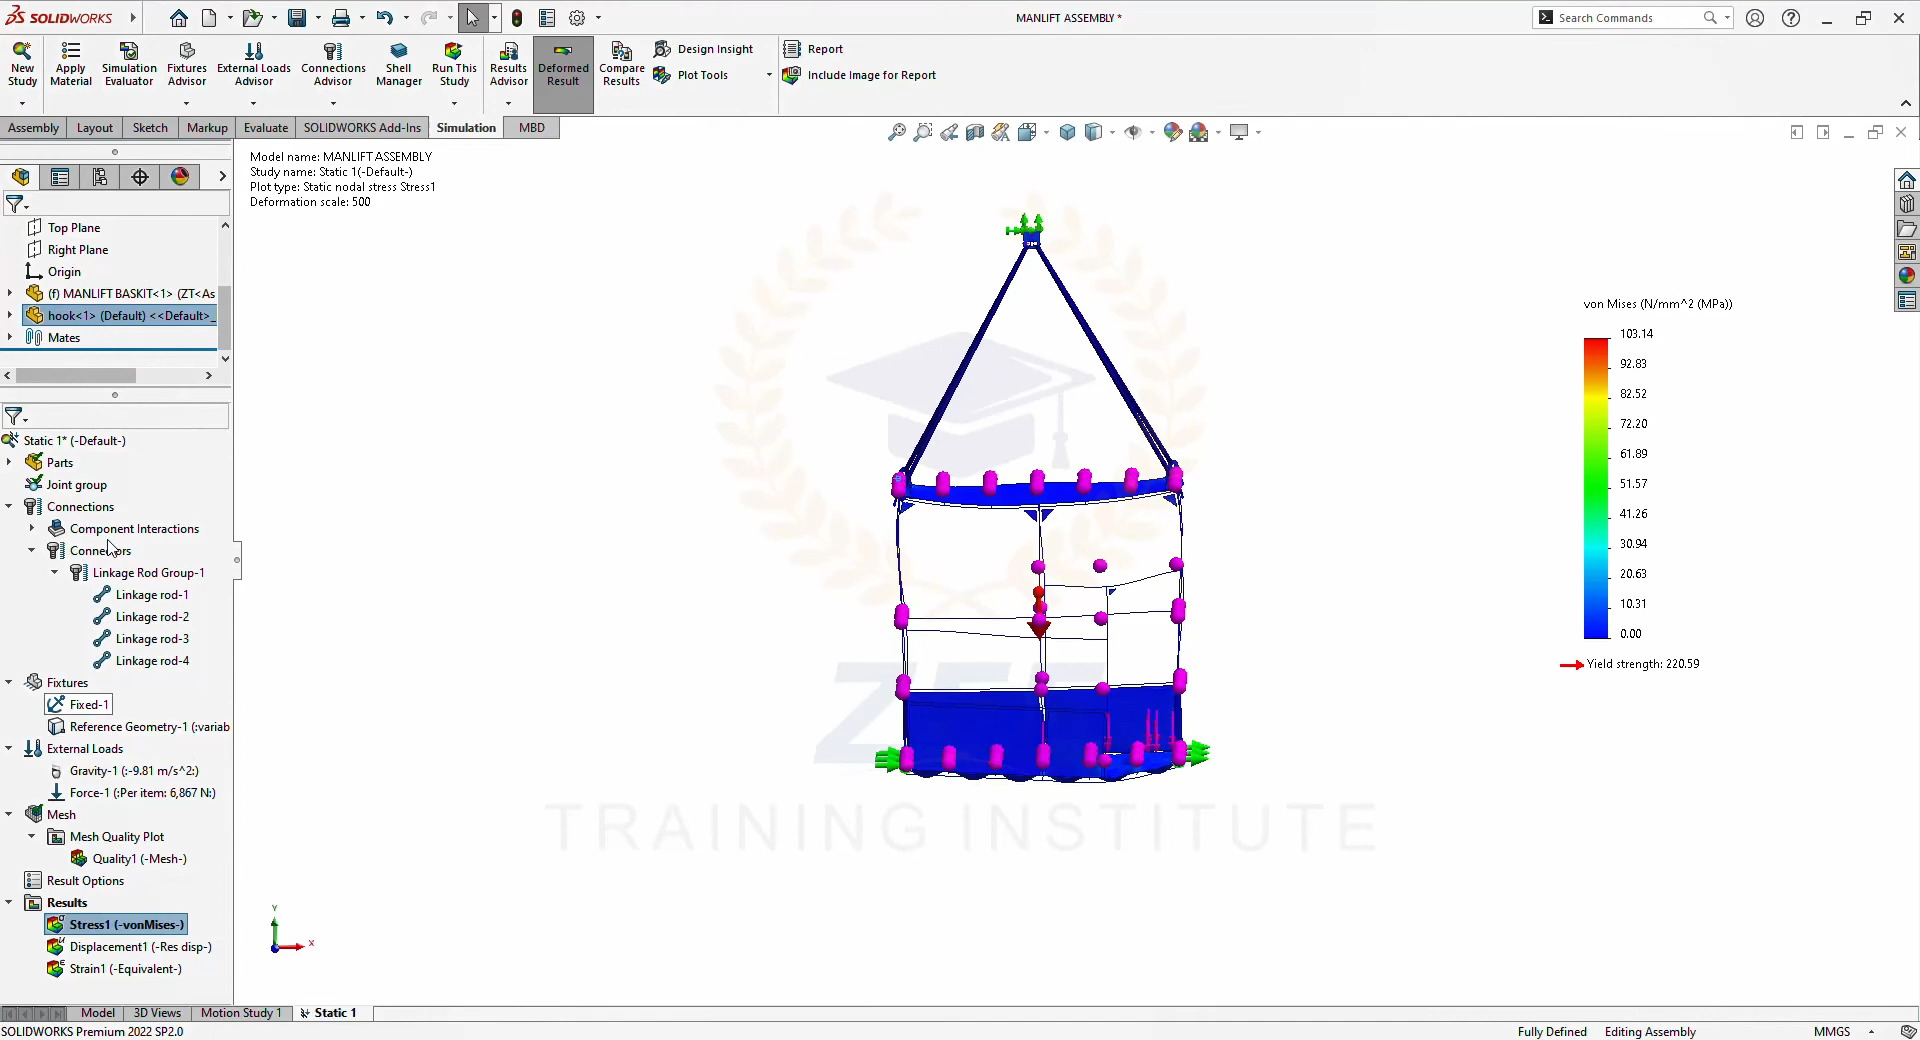 SOLIDWORKS
MANLIFT ASSEMBLY *
Search Commands
New Study
Apply Material
Simulation Evaluator
Fixtures Advisor
External Loads Advisor
Connections Advisor
Shell Manager
Run This Study
Results Advisor
Deformed Result
Compare Results
Design Insight
Plot Tools
Report
Include Image for Report
Assembly
Layout
Sketch
Markup
Evaluate
SOLIDWORKS Add-Ins
Simulation
MBD
Model name: MANLIFT ASSEMBLY
Study name: Static 1(-Default-)
Plot type: Static nodal stress Stress1
Deformation scale: 500
Top Plane
Right Plane
Origin
(f) MANLIFT BASKIT<1> (ZT<As
hook<1> (Default) <<Default>_
Mates
Static 1* (-Default-)
Parts
Joint group
Connections
Component Interactions
Connectors
Linkage Rod Group-1
Linkage rod-1
Linkage rod-2
Linkage rod-3
Linkage rod-4
Fixtures
Fixed-1
Reference Geometry-1 (:variab
External Loads
Gravity-1 (:-9.81 m/s^2:)
Force-1 (:Per item: 6,867 N:)
Mesh
Mesh Quality Plot
Quality1 (-Mesh-)
Result Options
Results
Stress1 (-vonMises-)
Displacement1 (-Res disp-)
Strain1 (-Equivalent-)
von Mises (N/mm^2 (MPa))
103.14
92.83
82.52
72.20
61.89
51.57
41.26
30.94
20.63
10.31
0.00
Yield strength: 220.59
TRAINING INSTITUTE
Y
X
Model
3D Views
Motion Study 1
Static 1
SOLIDWORKS Premium 2022 SP2.0
Fully Defined
Editing Assembly
MMGS